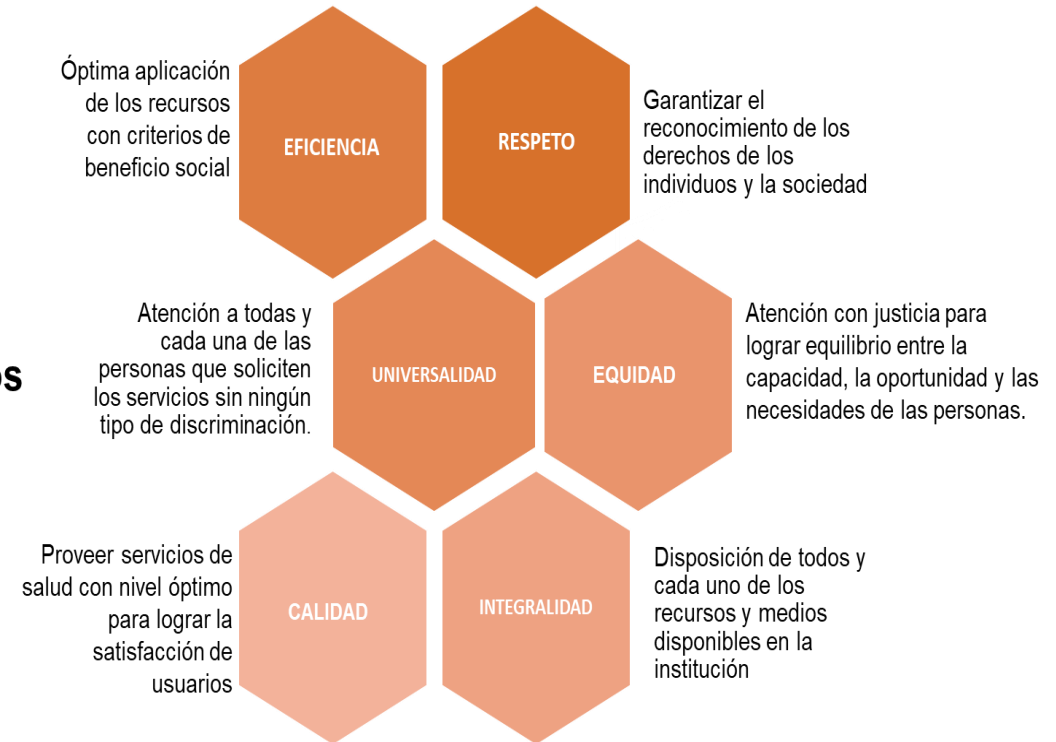 Óptima aplicación
de los recursos
con criterios de
beneficio social
EFICIENCIA
RESPETO
Garantizar el
reconocimiento de los
derechos de los
individuos y la sociedad
Atención a todas y
cada una de las
personas que soliciten
los servicios sin ningún
tipo de discriminación.
UNIVERSALIDAD
EQUIDAD
Atención con justicia para
lograr equilibrio entre la
capacidad, la oportunidad y las
necesidades de las personas.
Proveer servicios de
salud con nivel óptimo
para lograr la
satisfacción de
usuarios
CALIDAD
INTEGRALIDAD
Disposición de todos y
cada uno de los
recursos y medios
disponibles en la
institución